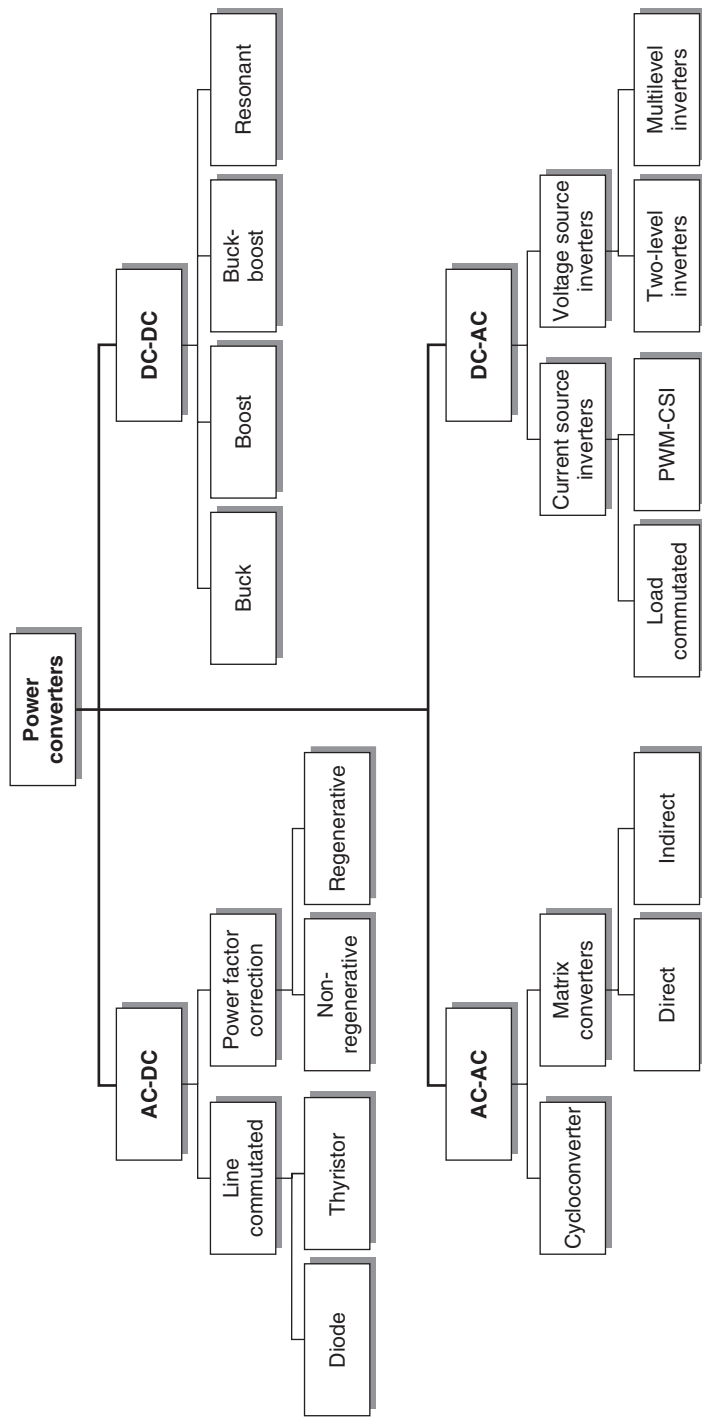 Power
converters
AC-DC
DC-DC
Line
commutated
Power factor
correction
Buck
Boost
Buck-
boost
Resonant
Diode
Thyristor
Non-
regenerative
Regenerative
AC-AC
DC-AC
Cycloconverter
Matrix
converters
Current source
inverters
Voltage source
inverters
Direct
Indirect
Load
commutated
PWM-CSI
Two-level
inverters
Multilevel
inverters